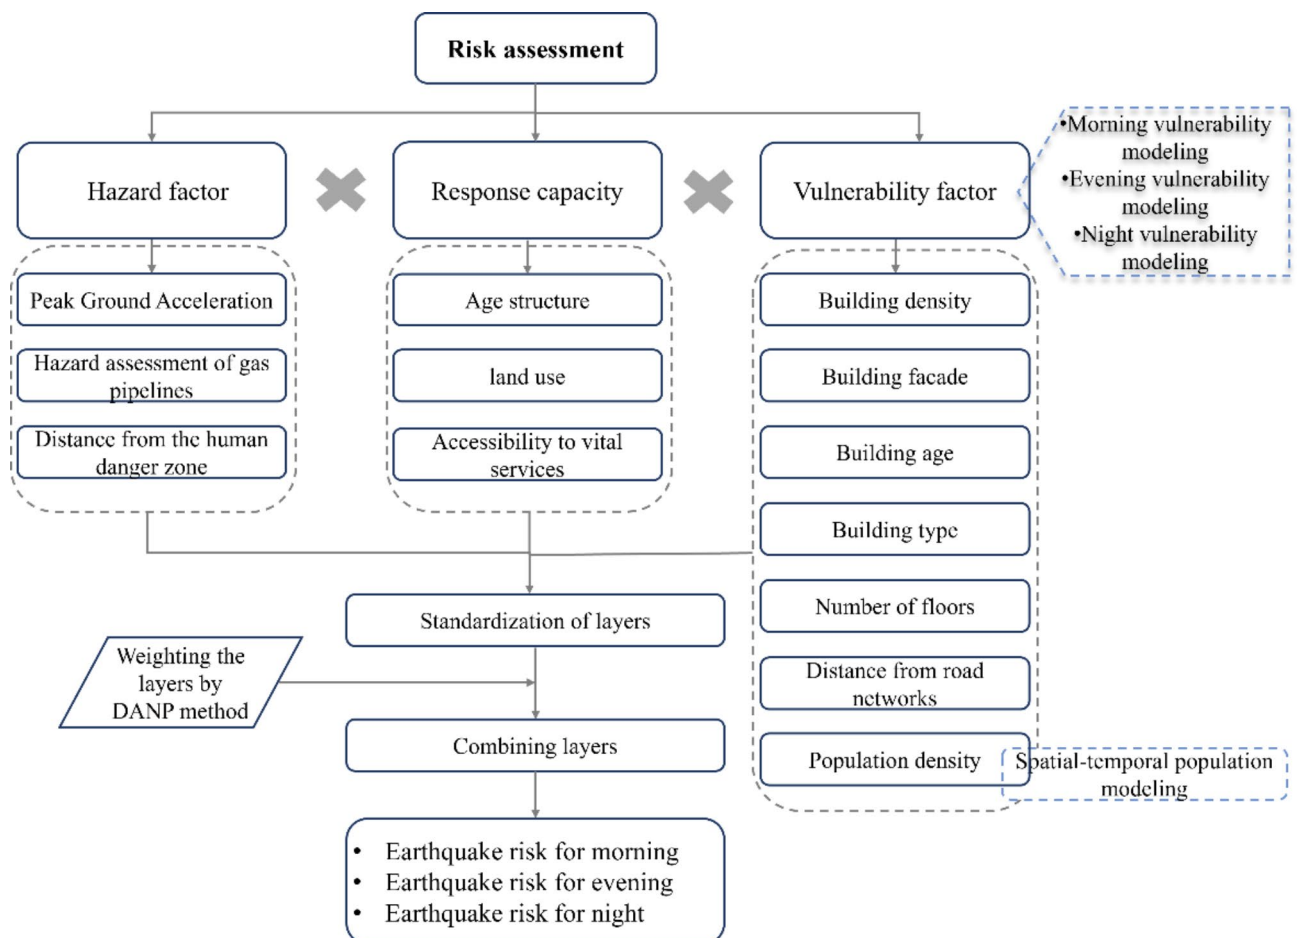 Risk assessment
Hazard factor
Response capacity
Vulnerability factor
•Morning vulnerability
modeling
•Evening vulnerability
modeling
•Night vulnerability
modeling
Peak Ground Acceleration
Hazard assessment of gas
pipelines
Distance from the human
danger zone
Age structure
land use
Accessibility to vital
services
Building density
Building facade
Building age
Building type
Number of floors
Distance from road
networks
Population density
Spatial-temporal population
modeling
Standardization of layers
Weighting the
layers by
DANP method
Combining layers
• Earthquake risk for morning
• Earthquake risk for evening
• Earthquake risk for night